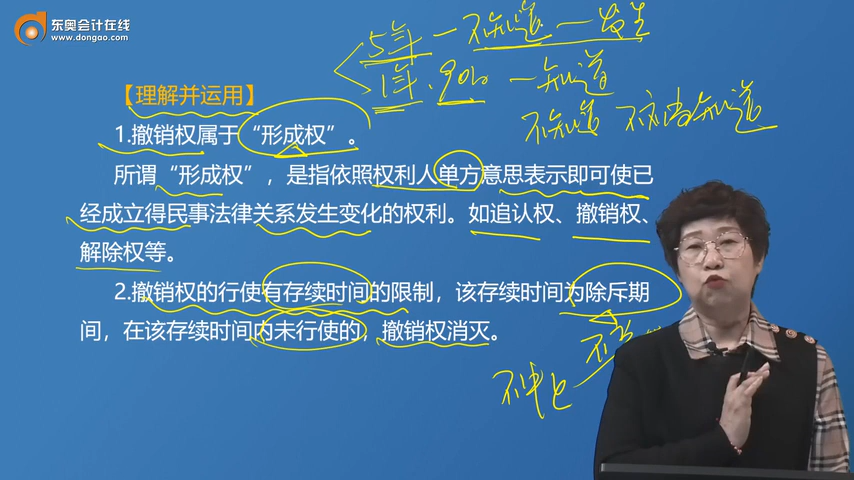 东奥会计在线
www.dongao.com
5年 — 不知道 — 发生
1年、90日 — 知道
不知道 不应当知道
【理解并运用】
1.撤销权属于“形成权”。
所谓“形成权”，是指依照权利人单方意思表示即可使已
经成立得民事法律关系发生变化的权利。如追认权、撤销权、
解除权等。
2.撤销权的行使有存续时间的限制，该存续时间为除斥期
间，在该存续时间内未行使的，撤销权消灭。
不中止